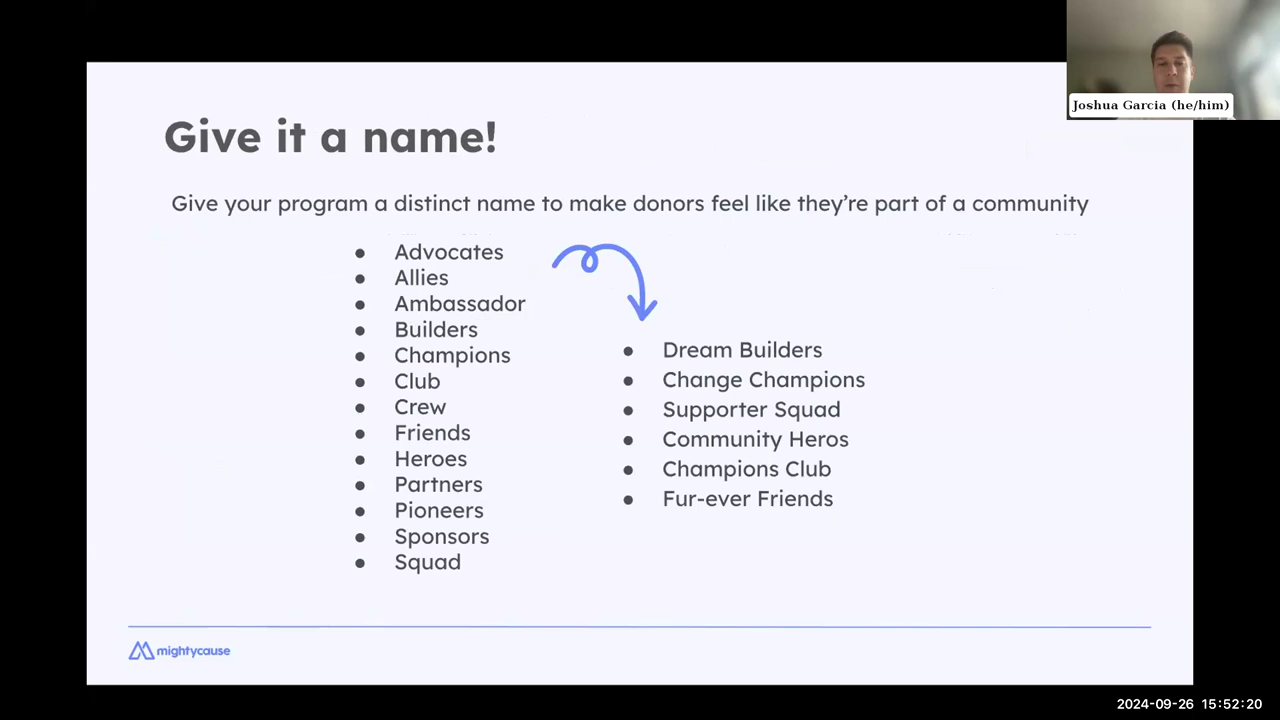 Joshua Garcia (he/him)
Give it a name!
Give your program a distinct name to make donors feel like they’re part of a community
● Advocates
● Allies
● Ambassador
● Builders
● Champions
● Club
● Crew
● Friends
● Heroes
● Partners
● Pioneers
● Sponsors
● Squad
● Dream Builders
● Change Champions
● Supporter Squad
● Community Heros
● Champions Club
● Fur-ever Friends
mightycause
2024-09-26 15:52:20